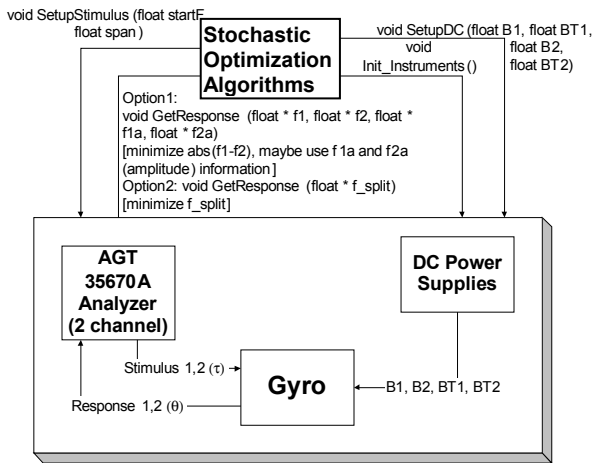 void SetupStimulus (float startF,
float span )
Stochastic
Optimization
Algorithms
void SetupDC (float B1, float BT1,
void
float B2,
Init_Instruments()
float BT2)
Option1:
void GetResponse (float * f1, float * f2, float *
f1a, float * f2a)
[minimize abs(f1-f2), maybe use f1a and f2a
(amplitude) information]
Option2: void GetResponse (float * f_split)
[minimize f_split]
AGT
35670A
Analyzer
(2 channel)
DC Power
Supplies
Stimulus 1,2 (τ)
Gyro
B1, B2, BT1, BT2
Response 1,2 (θ)